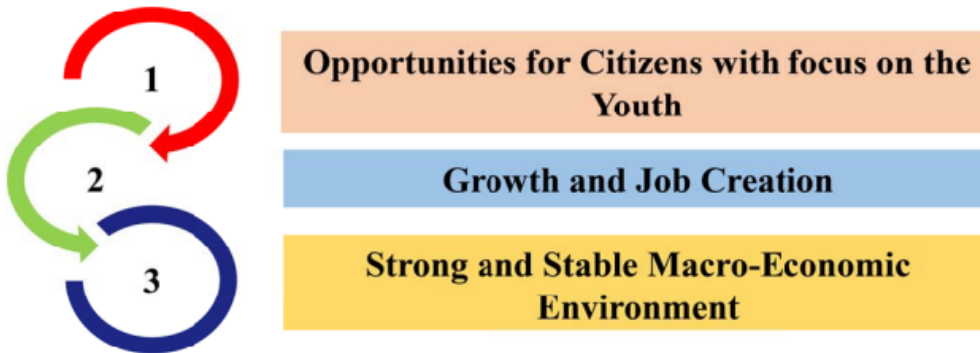 1
Opportunities for Citizens with focus on the
Youth
2
Growth and Job Creation
3
Strong and Stable Macro-Economic
Environment